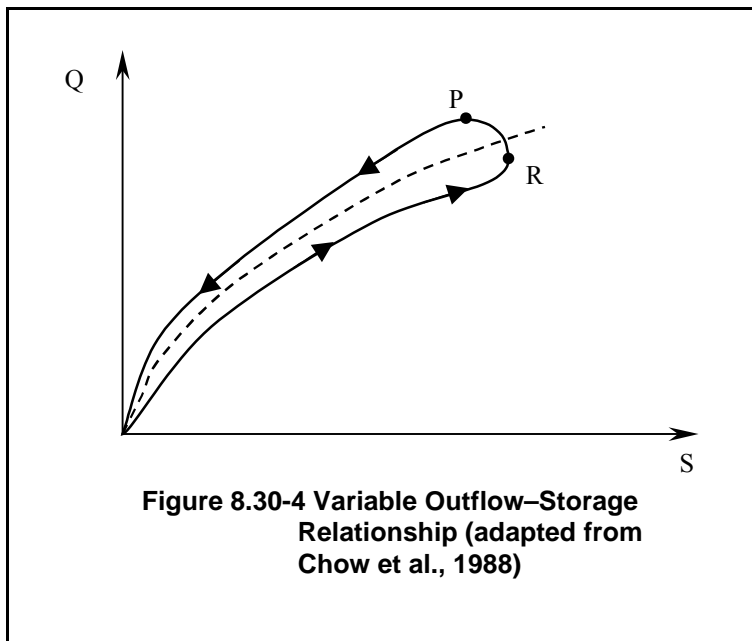 Q
P
R
S
Figure 8.30-4 Variable Outflow–Storage
Relationship (adapted from
Chow et al., 1988)